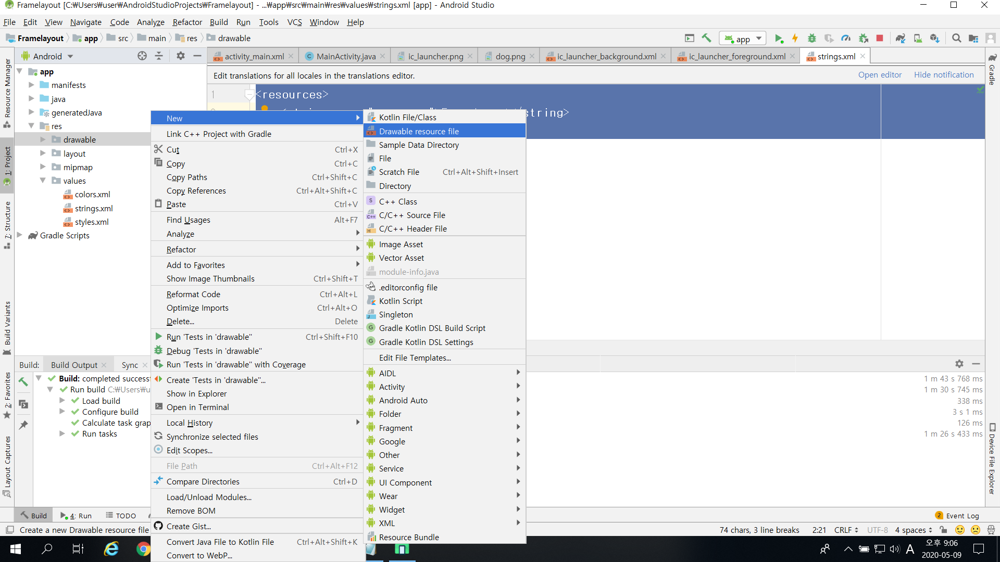 Framelayout [C:₩Users₩user₩AndroidStudioProjects₩Framelayout] - ...₩app₩src₩main₩res₩values₩strings.xml [app] - Android Studio
File Edit View Navigate Code Analyze Refactor Build Run Tools VCS Window Help
Framelayout app src main res drawable
app
Android
activity_main.xml MainActivity.java ic_launcher.png dog.png ic_launcher_background.xml ic_launcher_foreground.xml strings.xml
Edit translations for all locales in the translations editor.
Open editor Hide notification
1 <resources>
string>
app
manifests
java
generatedJava
res
drawable
layout
mipmap
values
colors.xml
strings.xml
styles.xml
Gradle Scripts
Resource Manager
1: Project
7: Structure
Build Variants
2: Favorites
Layout Captures
Gradle
Device File Explorer
New
Link C++ Project with Gradle
Cut Ctrl+X
Copy Ctrl+C
Copy Paths Ctrl+Shift+C
Copy References Ctrl+Alt+Shift+C
Paste Ctrl+V
Find Usages Alt+F7
Analyze
Refactor
Add to Favorites
Show Image Thumbnails Ctrl+Shift+T
Reformat Code Ctrl+Alt+L
Optimize Imports Ctrl+Alt+O
Delete... Delete
Run 'Tests in 'drawable'' Ctrl+Shift+F10
Debug 'Tests in 'drawable''
Run 'Tests in 'drawable'' with Coverage
Create 'Tests in 'drawable''...
Show in Explorer
Open in Terminal
Local History
Synchronize selected files
Edit Scopes...
File Path Ctrl+Alt+F12
Compare Directories Ctrl+D
Load/Unload Modules...
Remove BOM
Create Gist...
Convert Java File to Kotlin File Ctrl+Alt+Shift+K
Convert to WebP...
Kotlin File/Class
Drawable resource file
Sample Data Directory
File
Scratch File Ctrl+Alt+Shift+Insert
Directory
C++ Class
C/C++ Source File
C/C++ Header File
Image Asset
Vector Asset
module-info.java
.editorconfig file
Kotlin Script
Singleton
Gradle Kotlin DSL Build Script
Gradle Kotlin DSL Settings
Edit File Templates...
AIDL
Activity
Android Auto
Folder
Fragment
Google
Other
Service
UI Component
Wear
Widget
XML
Resource Bundle
Build: Build Output Sync
Build: completed success
Run build C:₩Users₩u
Load build
Configure build
Calculate task grap
Run tasks
1 m 43 s 768 ms
1 m 30 s 745 ms
338 ms
3 s 1 ms
126 ms
1 m 26 s 433 ms
Build 4: Run TODO
2 Event Log
Create a new Drawable resource file
74 chars, 3 line breaks 2:21 CRLF UTF-8 4 spaces
A
오후 9:06
2020-05-09